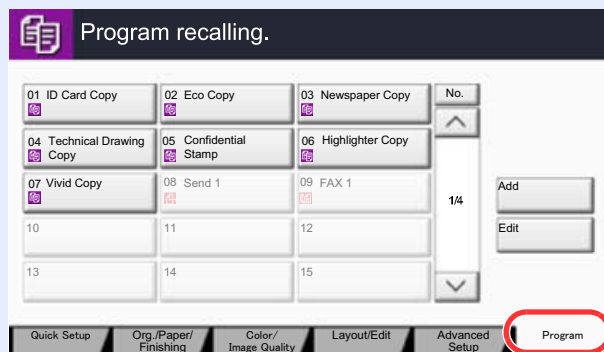 Program recalling.
01 ID Card Copy
02 Eco Copy
03 Newspaper Copy
No.
04 Technical Drawing
Copy
05 Confidential
Stamp
06 Highlighter Copy
07 Vivid Copy
08 Send 1
09 FAX 1
1/4
Add
10
11
12
Edit
13
14
15
Quick Setup
Org./Paper/
Finishing
Color/
Image Quality
Layout/Edit
Advanced
Setup
Program